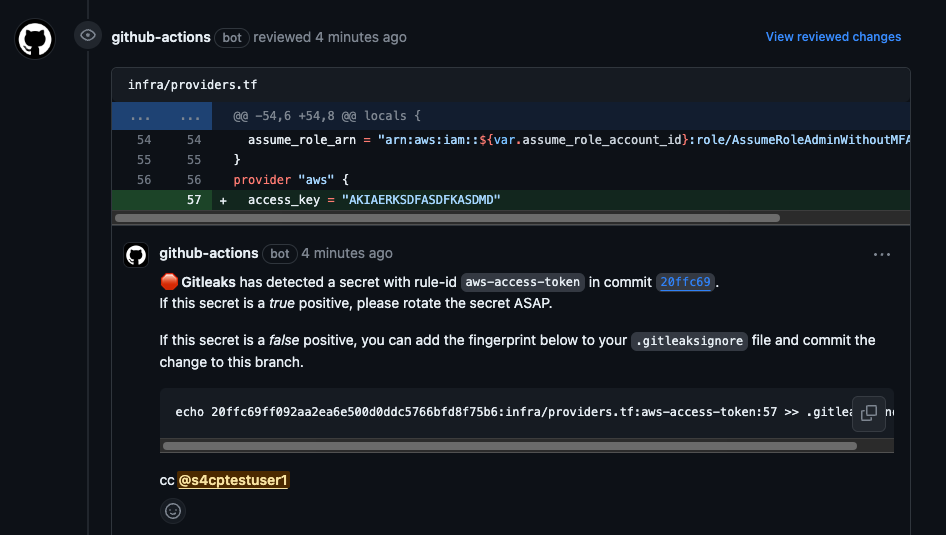 github-actions bot reviewed 4 minutes ago View reviewed changes
infra/providers.tf
... ... @@ -54,6 +54,8 @@ locals {
54 54 assume_role_arn = "arn:aws:iam::${var.assume_role_account_id}:role/AssumeRoleAdminWithoutMFA
55 55 }
56 56 provider "aws" {
57 + access_key = "AKIAERKSDFASDFKASDMD"
github-actions bot 4 minutes ago ...
Gitleaks has detected a secret with rule-id aws-access-token in commit 20ffc69.
If this secret is a true positive, please rotate the secret ASAP.
If this secret is a false positive, you can add the fingerprint below to your .gitleaksignore file and commit the
change to this branch.
echo 20ffc69ff092aa2ea6e500d0ddc5766bfd8f75b6:infra/providers.tf:aws-access-token:57 >> .gitlea
cc @s4cptestuser1